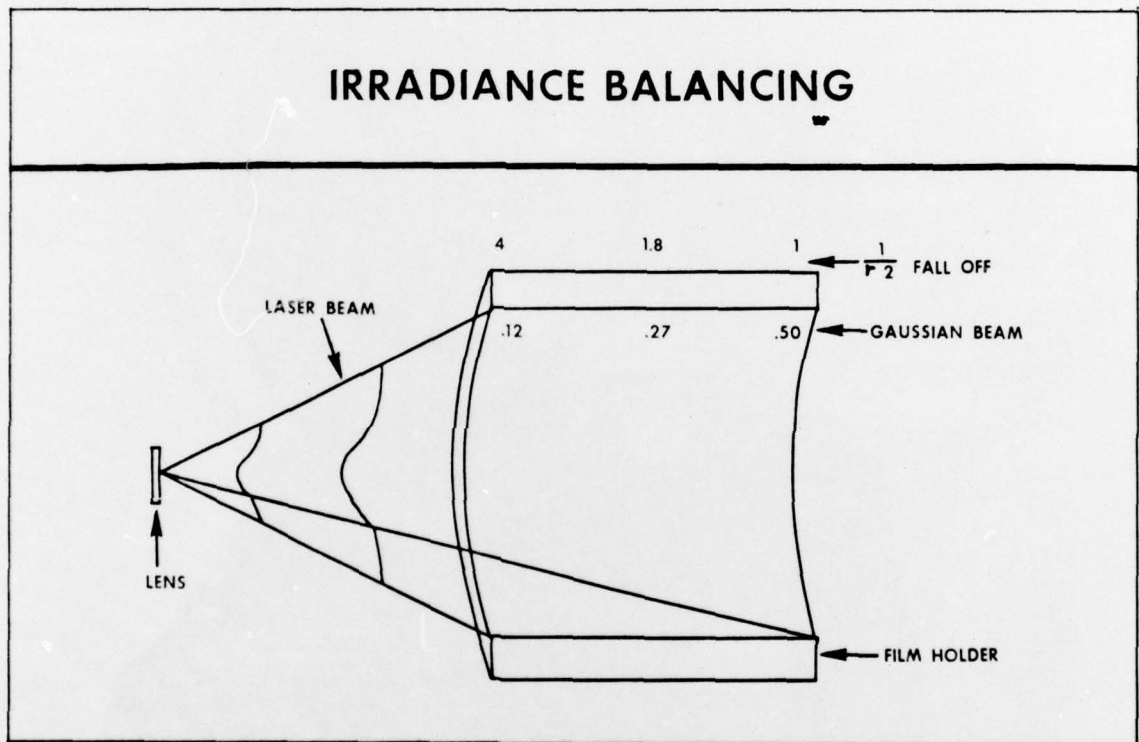 IRRADIANCE BALANCING
4 1.8 1 1/r2 FALL OFF
LASER BEAM
.12 .27 .50 GAUSSIAN BEAM
LENS
FILM HOLDER